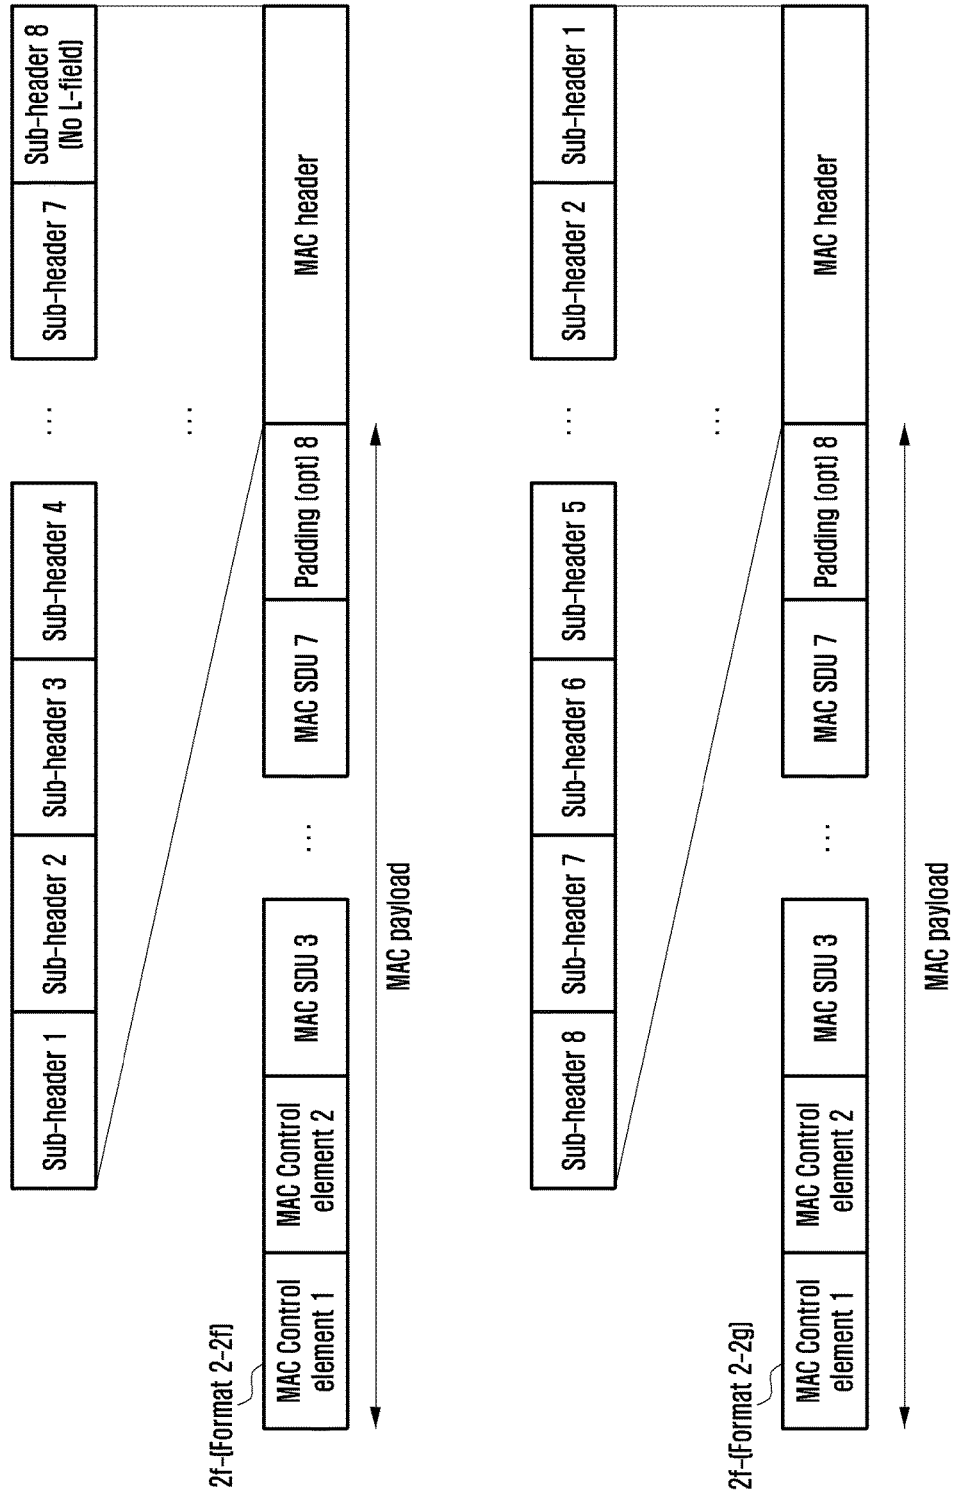 Sub-header 1
Sub-header 2
Sub-header 3
Sub-header 4
...
Sub-header 7
Sub-header 8
(No L-field)
...
2f-(Format 2-2f)
MAC Control
element 1
MAC Control
element 2
MAC SDU 3
...
MAC SDU 7
Padding (opt) 8
MAC header
MAC payload
Sub-header 8
Sub-header 7
Sub-header 6
Sub-header 5
...
Sub-header 2
Sub-header 1
...
2f-(Format 2-2g)
MAC Control
element 1
MAC Control
element 2
MAC SDU 3
...
MAC SDU 7
Padding (opt) 8
MAC header
MAC payload